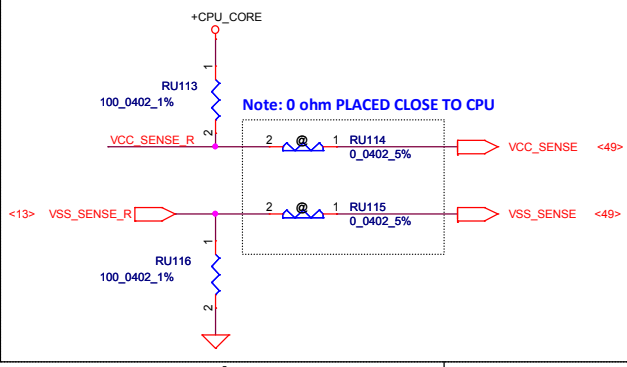 +CPU_CORE
1
RU113
100_0402_1%
2
Note: 0 ohm PLACED CLOSE TO CPU
VCC_SENSE_R
2 @ 1 RU114
0_0402_5%
VCC_SENSE <49>
<13> VSS_SENSE_R
2 @ 1 RU115
0_0402_5%
VSS_SENSE <49>
1
RU116
100_0402_1%
2